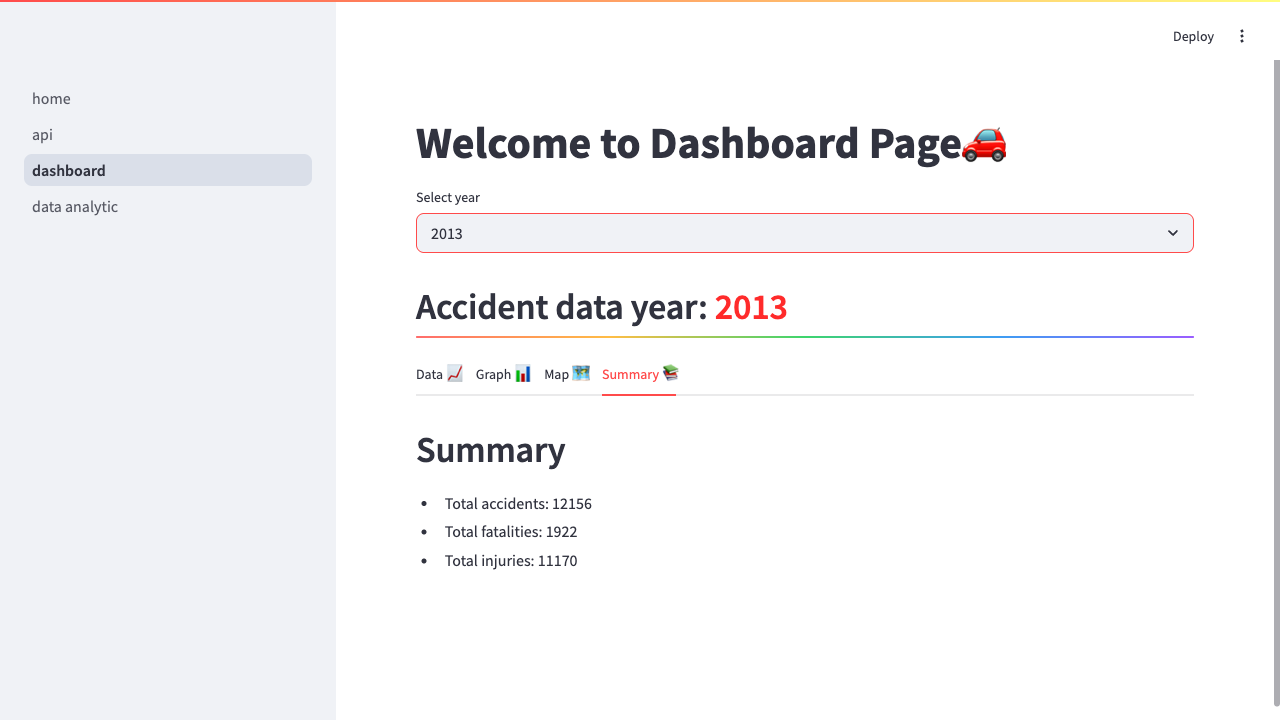 Deploy
home
api
dashboard
data analytic
Welcome to Dashboard Page🚗
Select year
2013
Accident data year: 2013
Data 📈 Graph 📊 Map 🗺️ Summary 📚
Summary
• Total accidents: 12156
• Total fatalities: 1922
• Total injuries: 11170